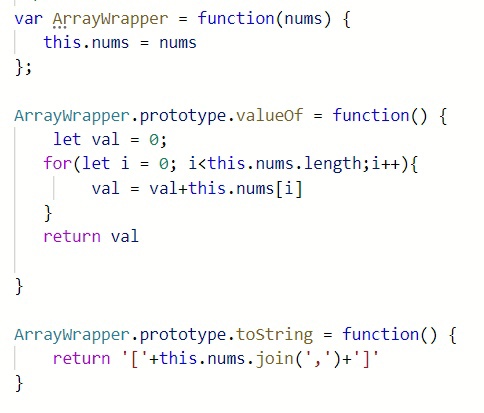 var ArrayWrapper = function(nums) {
    this.nums = nums
};
ArrayWrapper.prototype.valueOf = function() {
     let val = 0;
    for(let i = 0; i<this.nums.length;i++){
         val = val+this.nums[i]
    }
    return val
}
ArrayWrapper.prototype.toString = function() {
     return '['+this.nums.join(',')+']'
}